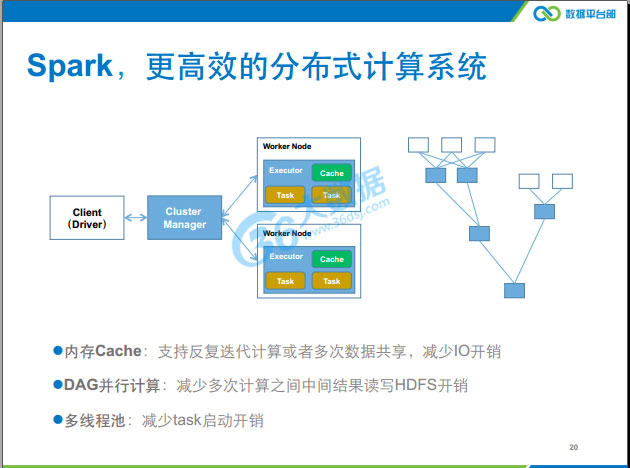 数据平台部
Spark，更高效的分布式计算系统
Client
（Driver）
Cluster
Manager
Worker Node
Executor
Cache
Task
Task
Worker Node
Executor
Cache
Task
Task
36大数据
www.36dsj.com
●内存Cache：支持反复迭代计算或者多次数据共享，减少IO开销
●DAG并行计算：减少多次计算之间中间结果读写HDFS开销
●多线程池：减少task启动开销
20